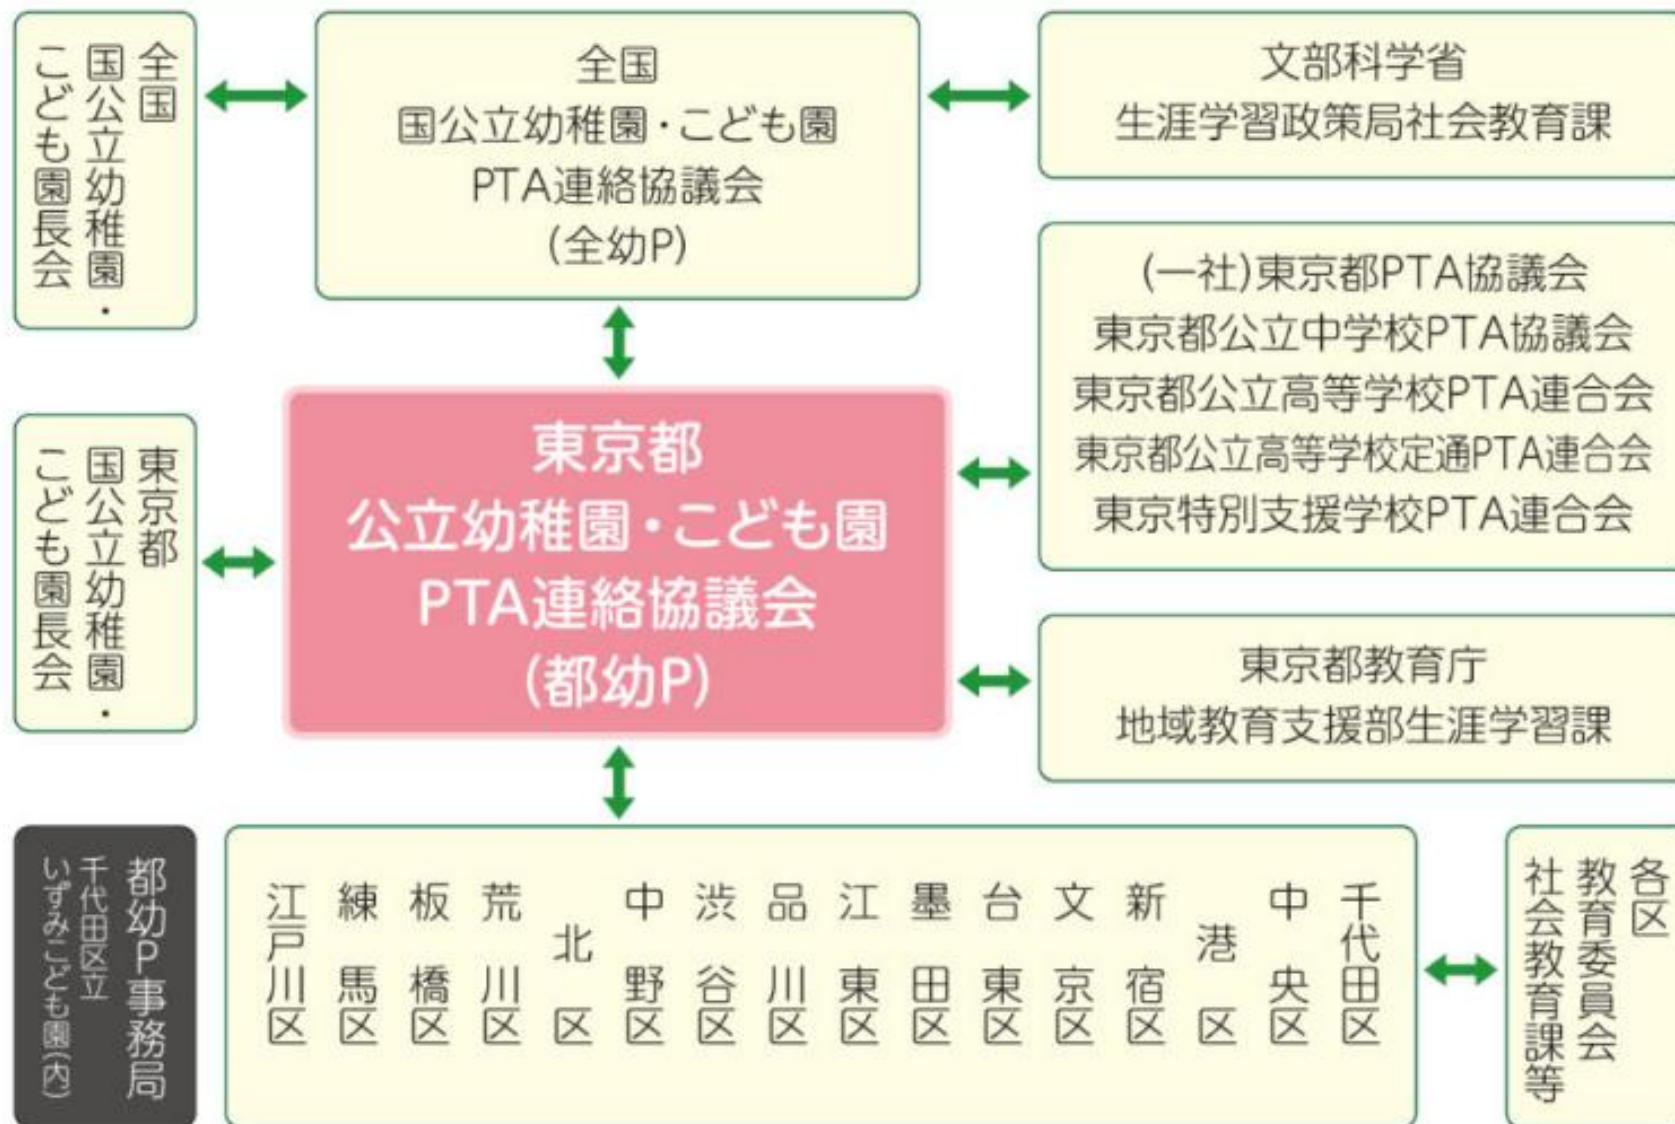 全国
国公立幼稚園・
こども園長会
全国
国公立幼稚園・こども園
PTA連絡協議会
(全幼P)
文部科学省
生涯学習政策局社会教育課
(一社)東京都PTA協議会
東京都公立中学校PTA協議会
東京都公立高等学校PTA連合会
東京都公立高等学校定通PTA連合会
東京特別支援学校PTA連合会
東京都
国公立幼稚園・
こども園長会
東京都
公立幼稚園・こども園
PTA連絡協議会
(都幼P)
東京都教育庁
地域教育支援部生涯学習課
都幼P事務局
千代田区立
いずみこども園(内)
千代田区
中央区
港区
新宿区
文京区
台東区
墨田区
江東区
品川区
渋谷区
中野区
北区
荒川区
板橋区
練馬区
江戸川区
各区
教育委員会
社会教育課等